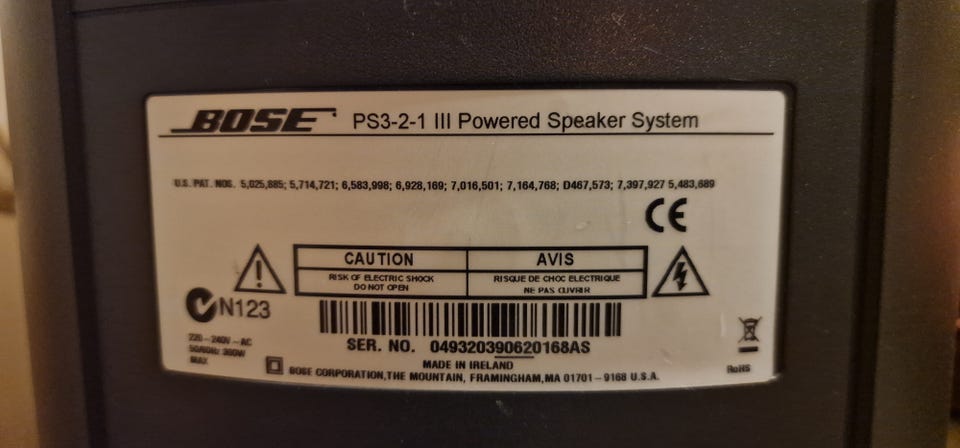 BOSE PS3-2-1 III Powered Speaker System
U.S. PAT. NOS. 5,025,885; 5,714,721; 6,583,998; 6,928,169; 7,016,501; 7,164,768; D467,573; 7,397,927 5,483,689
CE
CAUTION
RISK OF ELECTRIC SHOCK
DO NOT OPEN
AVIS
RISQUE DE CHOC ELECTRIQUE
NE PAS OUVRIR
N123
220-240V~AC
50/60Hz 300W
MAX
SER. NO. 049320390620168AS
MADE IN IRELAND
BOSE CORPORATION,THE MOUNTAIN, FRAMINGHAM,MA 01701-9168 U.S.A.
RoHS